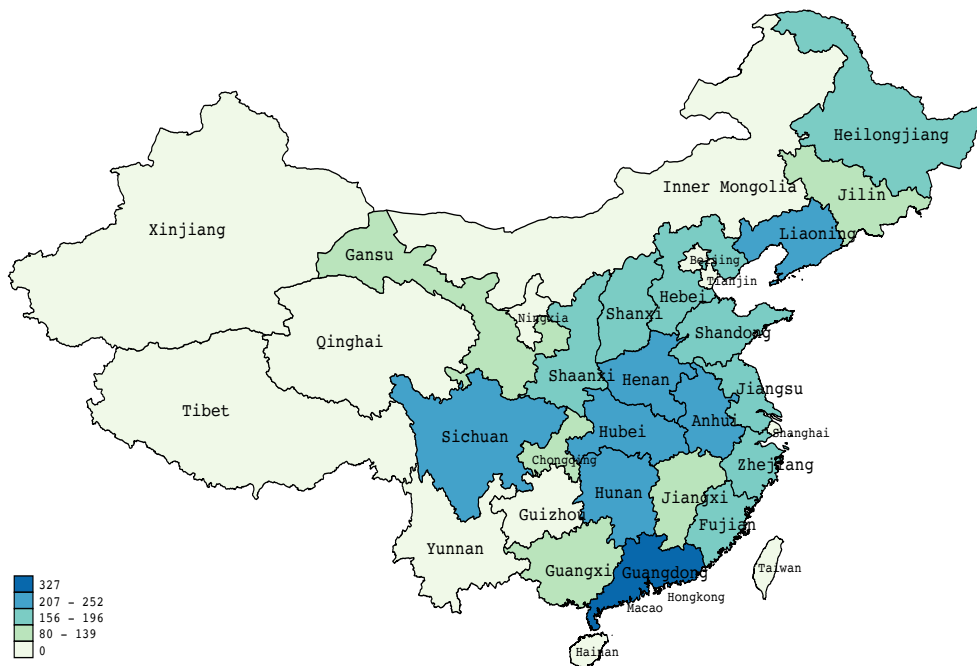 Heilongjiang
Inner Mongolia
Jilin
Xinjiang
Liaoning
Gansu
Beijing
Tianjin
Hebei
Ningxia
Shanxi
Shandong
Qinghai
Shaanxi
Henan
Jiangsu
Tibet
Anhui
Sichuan
Hubei
Shanghai
Chongqing
Zhejiang
Hunan
Jiangxi
Guizhou
Fujian
Yunnan
Guangxi
Guangdong
Taiwan
Hongkong
Macao
Hainan
327
207 - 252
156 - 196
80 - 139
0